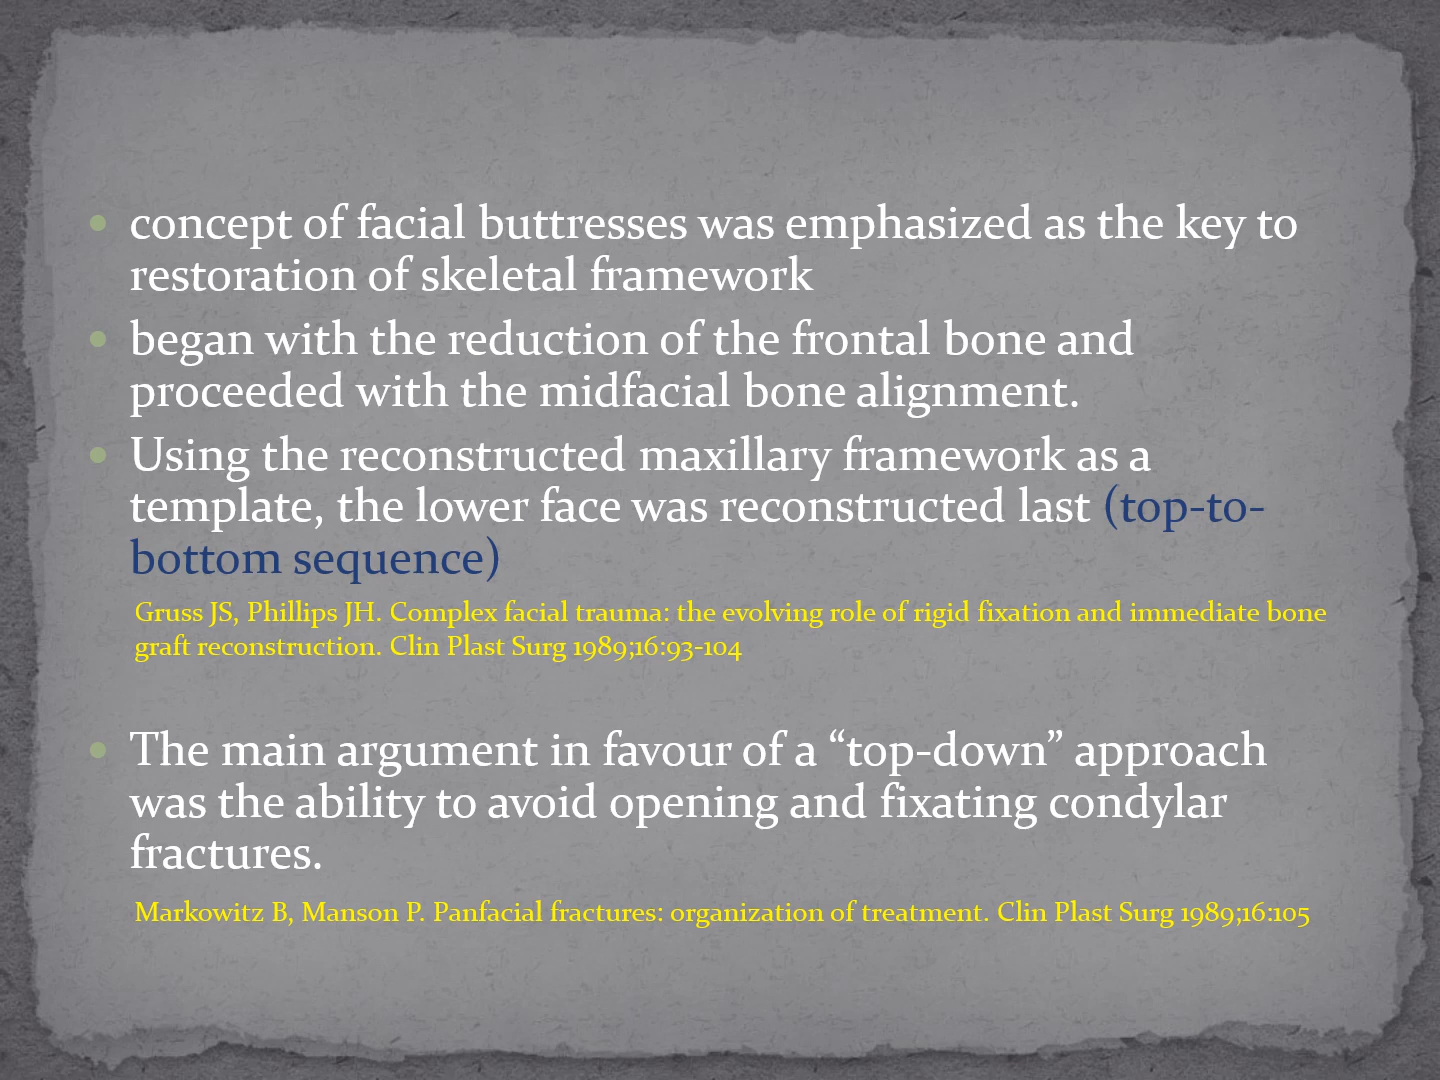 concept of facial buttresses was emphasized as the key to
restoration of skeletal framework
began with the reduction of the frontal bone and
proceeded with the midfacial bone alignment.
Using the reconstructed maxillary framework as a
template, the lower face was reconstructed last (top-to-
bottom sequence)
Gruss JS, Phillips JH. Complex facial trauma: the evolving role of rigid fixation and immediate bone
graft reconstruction. Clin Plast Surg 1989;16:93-104
The main argument in favour of a “top-down” approach
was the ability to avoid opening and fixating condylar
fractures.
Markowitz B, Manson P. Panfacial fractures: organization of treatment. Clin Plast Surg 1989;16:105